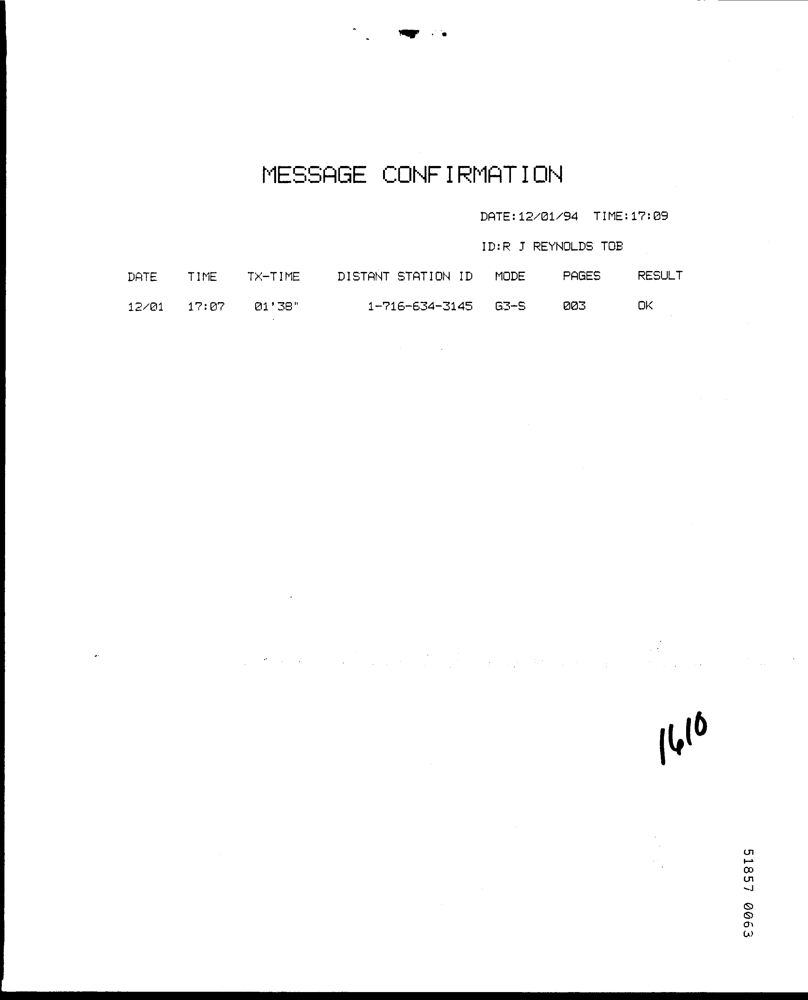 MESSAGE CONFIRMATION
DATE:12/01/94 TIME:17:09
ID:R J REYNOLDS TOB
DATE TIME TX-TIME DISTANT STATION ID MODE PAGES RESULT
12/01 17:07 01'38" 1-716-634-3145 G3-S 003 OK
1610
51857 0063